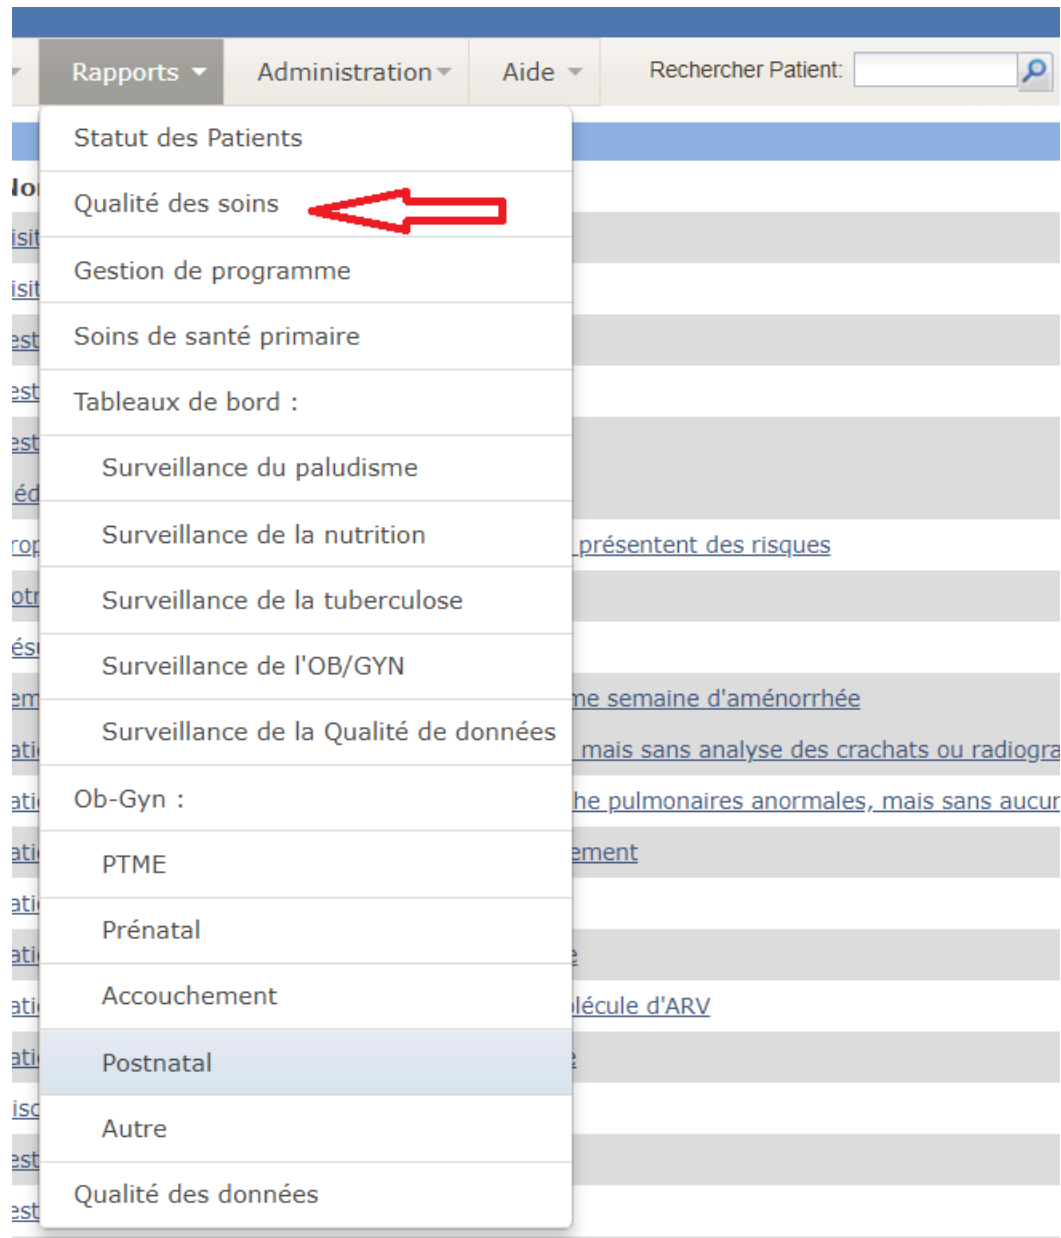 Rapports Administration Aide Rechercher Patient:
Statut des Patients
Qualité des soins
Gestion de programme
Soins de santé primaire
Tableaux de bord :
Surveillance du paludisme
Surveillance de la nutrition
présentent des risques
Surveillance de la tuberculose
Surveillance de l'OB/GYN
me semaine d'aménorrhée
Surveillance de la Qualité de données
mais sans analyse des crachats ou radiogra
Ob-Gyn :
he pulmonaires anormales, mais sans aucun
ement
PTME
Prénatal
Accouchement
lécule d'ARV
Postnatal
Autre
Qualité des données